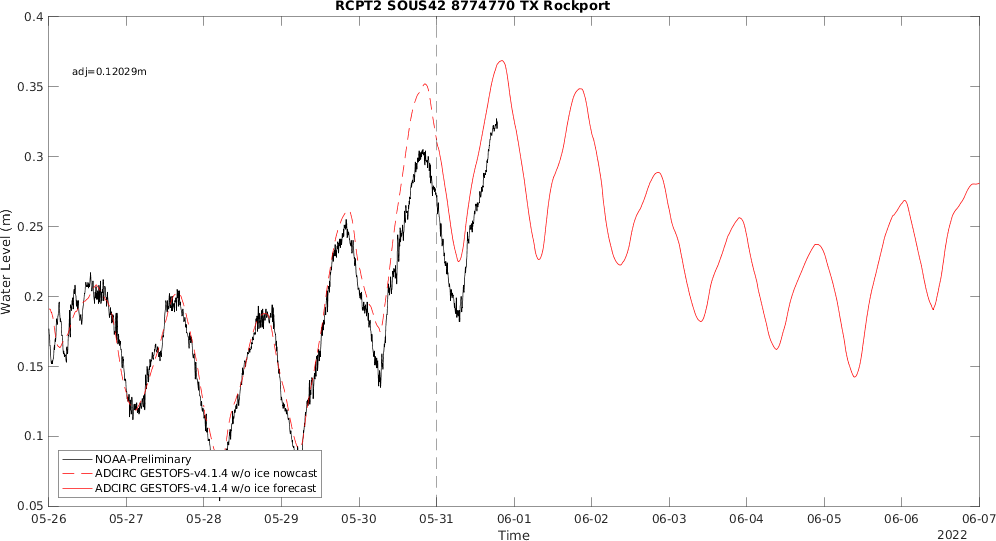 RCPT2 SOUS42 8774770 TX Rockport
0.4
adj=0.12029m
0.35
0.3
0.25
0.2
0.15
0.1
0.05
Water Level (m)
NOAA-Preliminary
ADCIRC GESTOFS-v4.1.4 w/o ice nowcast
ADCIRC GESTOFS-v4.1.4 w/o ice forecast
05-26 05-27 05-28 05-29 05-30 05-31 06-01 06-02 06-03 06-04 06-05 06-06 06-07
Time
2022